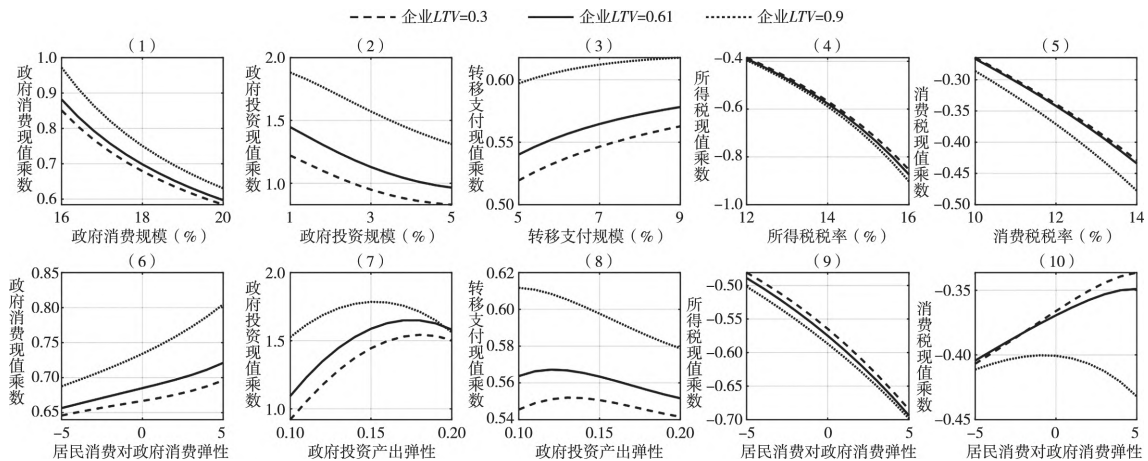 企业LTV=0.3 企业LTV=0.61 企业LTV=0.9
（1） （2） （3） （4） （5）
政府消费现值乘数
1.0
0.9
0.8
0.7
0.6
16 18 20
政府消费规模（%）
政府投资现值乘数
2.0
1.5
1.0
1 3 5
政府投资规模（%）
转移支付现值乘数
0.60
0.55
0.50
5 7 9
转移支付规模（%）
所得税现值乘数
-0.4
-0.6
-0.8
-1.0
12 14 16
所得税税率（%）
消费税现值乘数
-0.30
-0.35
-0.40
-0.45
-0.50
10 12 14
消费税税率（%）
（6） （7） （8） （9） （10）
政府消费现值乘数
0.85
0.80
0.75
0.70
0.65
-5 0 5
居民消费对政府消费弹性
政府投资现值乘数
2.0
1.5
1.0
0.10 0.15 0.20
政府投资产出弹性
转移支付现值乘数
0.62
0.60
0.58
0.56
0.54
0.10 0.15 0.20
政府投资产出弹性
所得税现值乘数
-0.50
-0.55
-0.60
-0.65
-0.70
-5 0 5
居民消费对政府消费弹性
消费税现值乘数
-0.35
-0.40
-0.45
-5 0 5
居民消费对政府消费弹性